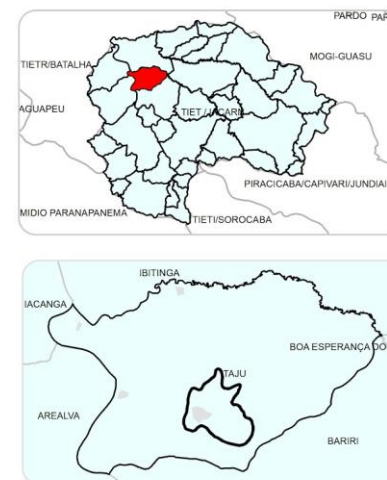 PARDO PAR
MOGI-GUASU
TIETR/BATALHA
AGUAPEU
TIET /JACARN
PIRACICABA/CAPIVARI/JUNDIAI
MIDIO PARANAPANEMA
TIETI/SOROCABA
IBITINGA
IACANGA
BOA ESPERANÇA DO
TAJU
AREALVA
BARIRI